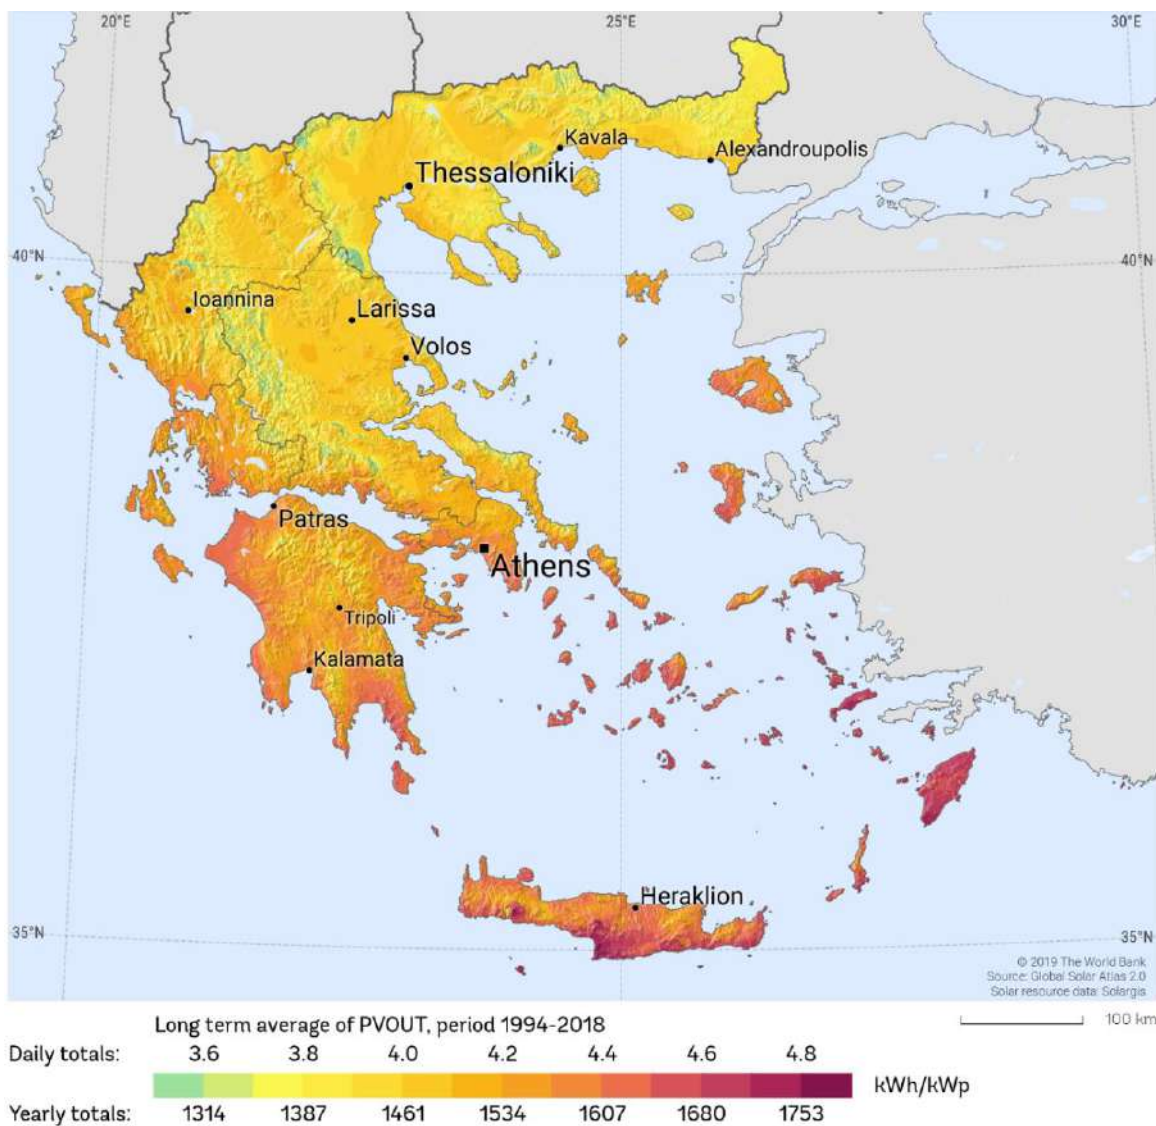 20°E 25°E 30°E
Kavala
Alexandroupolis
Thessaloniki
40°N 40°N
Ioannina
Larissa
Volos
Patras
Athens
Tripoli
Kalamata
Heraklion
35°N 35°N
© 2019 The World Bank
Source: Global Solar Atlas 2.0
Solar resource data: Solargis
100 km
Long term average of PVOUT, period 1994-2018
Daily totals: 3.6 3.8 4.0 4.2 4.4 4.6 4.8
kWh/kWp
Yearly totals: 1314 1387 1461 1534 1607 1680 1753